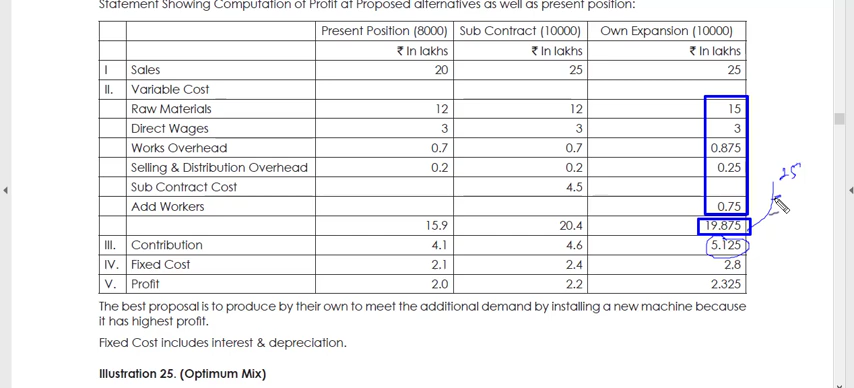 Statement Showing Computation of Profit at Proposed alternatives as well as present position:
Present Position (8000) Sub Contract (10000) Own Expansion (10000)
₹ In lakhs ₹ In lakhs ₹ In lakhs
I Sales 20 25 25
II. Variable Cost
Raw Materials 12 12 15
Direct Wages 3 3 3
Works Overhead 0.7 0.7 0.875
Selling & Distribution Overhead 0.2 0.2 0.25
25
Sub Contract Cost 4.5
Add Workers 0.75
15.9 20.4 19.875
III. Contribution 4.1 4.6 5.125
IV. Fixed Cost 2.1 2.4 2.8
V. Profit 2.0 2.2 2.325
The best proposal is to produce by their own to meet the additional demand by installing a new machine because
it has highest profit.
Fixed Cost includes interest & depreciation.
Illustration 25. (Optimum Mix)